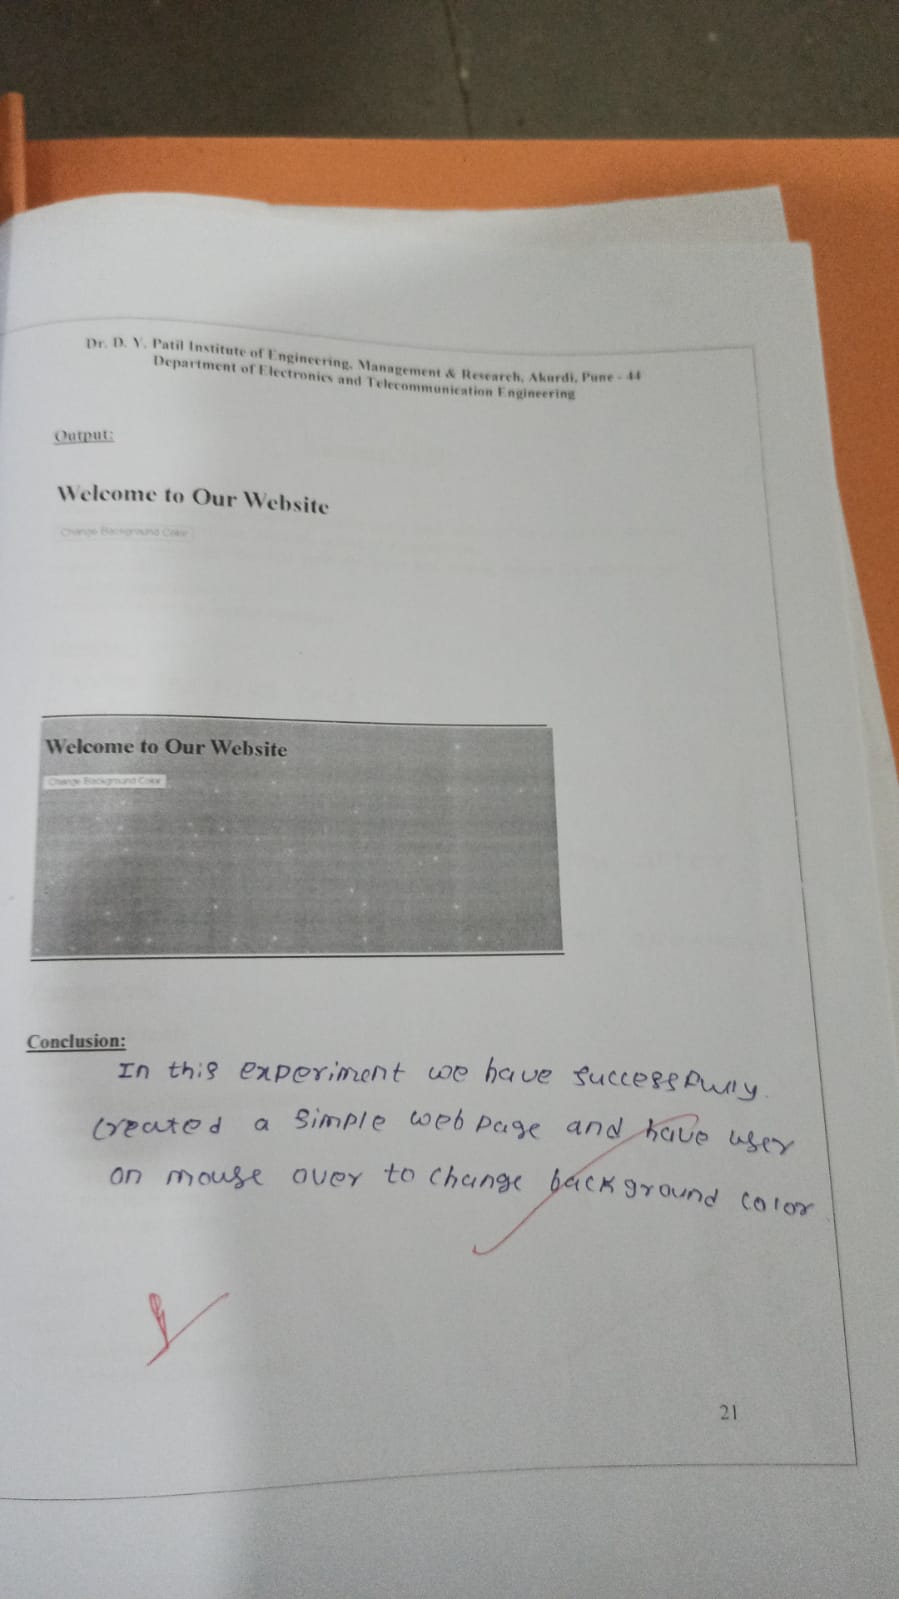 Dr. D. Y. Patil Institute of Engineering, Management & Research, Akurdi, Pune - 44
Department of Electronics and Telecommunication Engineering
Output:
Welcome to Our Website
Change Background Color
Welcome to Our Website
Change Background Color
Conclusion:
In this experiment we have successfully
created a simple web page and have user
on mouse over to change background color
21